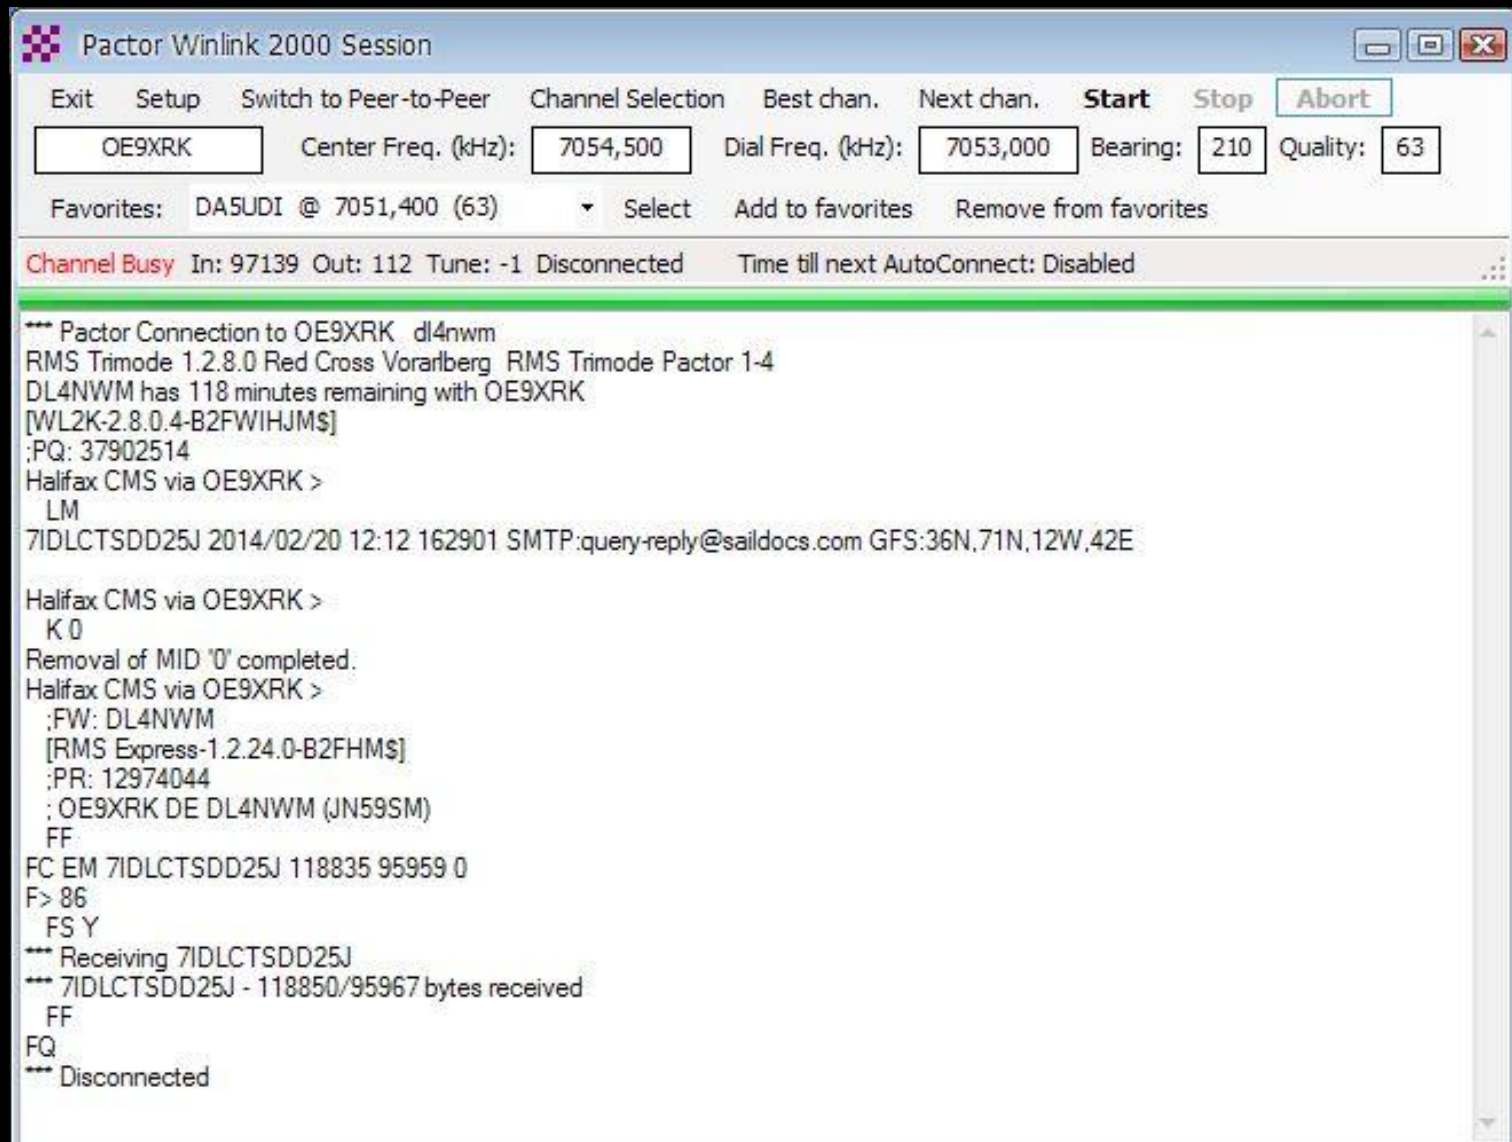 Pactor Winlink 2000 Session
Exit Setup Switch to Peer-to-Peer Channel Selection Best chan. Next chan. Start Stop Abort
OE9XRK Center Freq. (kHz): 7054,500 Dial Freq. (kHz): 7053,000 Bearing: 210 Quality: 63
Favorites: DA5UDI @ 7051,400 (63) Select Add to favorites Remove from favorites
Channel Busy In: 97139 Out: 112 Tune: -1 Disconnected Time till next AutoConnect: Disabled
*** Pactor Connection to OE9XRK dl4nwm
RMS Trimode 1.2.8.0 Red Cross Vorarlberg RMS Trimode Pactor 1-4
DL4NWM has 118 minutes remaining with OE9XRK
[WL2K-2.8.0.4-B2FWIHJM$]
;PQ: 37902514
Halifax CMS via OE9XRK >
LM
7IDLCTSDD25J 2014/02/20 12:12 162901 SMTP:query-reply@saildocs.com GFS:36N,71N,12W,42E
Halifax CMS via OE9XRK >
K 0
Removal of MID '0' completed.
Halifax CMS via OE9XRK >
;FW: DL4NWM
[RMS Express-1.2.24.0-B2FHM$]
;PR: 12974044
; OE9XRK DE DL4NWM (JN59SM)
FF
FC EM 7IDLCTSDD25J 118835 95959 0
F> 86
FS Y
*** Receiving 7IDLCTSDD25J
*** 7IDLCTSDD25J - 118850/95967 bytes received
FF
FQ
*** Disconnected